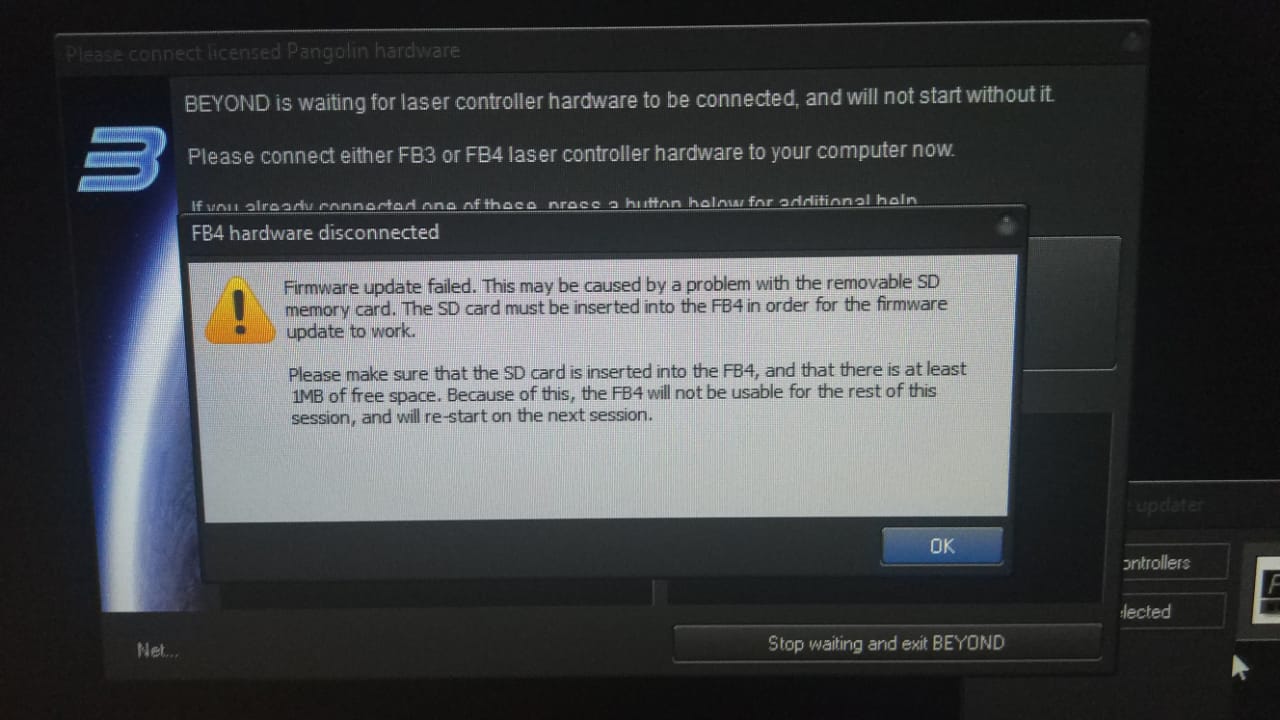 Please connect licensed Pangolin hardware
BEYOND is waiting for laser controller hardware to be connected, and will not start without it.
Please connect either FB3 or FB4 laser controller hardware to your computer now.
If you already connected one of these, press a button below for additional help
FB4 hardware disconnected
Firmware update failed. This may be caused by a problem with the removable SD
memory card. The SD card must be inserted into the FB4 in order for the firmware
update to work.
Please make sure that the SD card is inserted into the FB4, and that there is at least
1MB of free space. Because of this, the FB4 will not be usable for the rest of this
session, and will re-start on the next session.
OK
updater
ontrollers
lected
Net...
Stop waiting and exit BEYOND